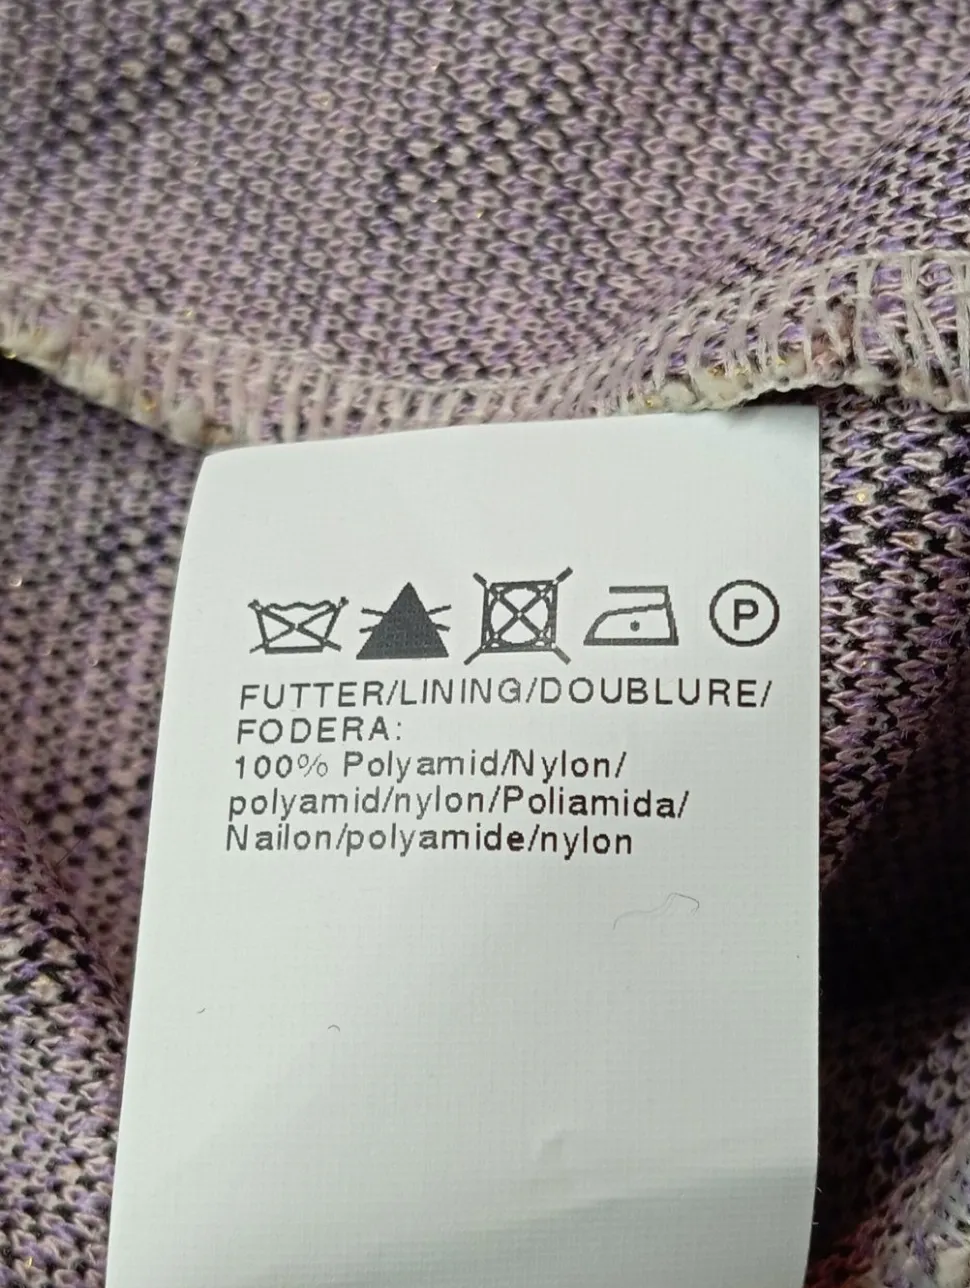 P
FUTTER/LINING/DOUBLURE/
FODERA:
100% Polyamid/Nylon/
polyamid/nylon/Poliamida/
Nailon/polyamide/nylon